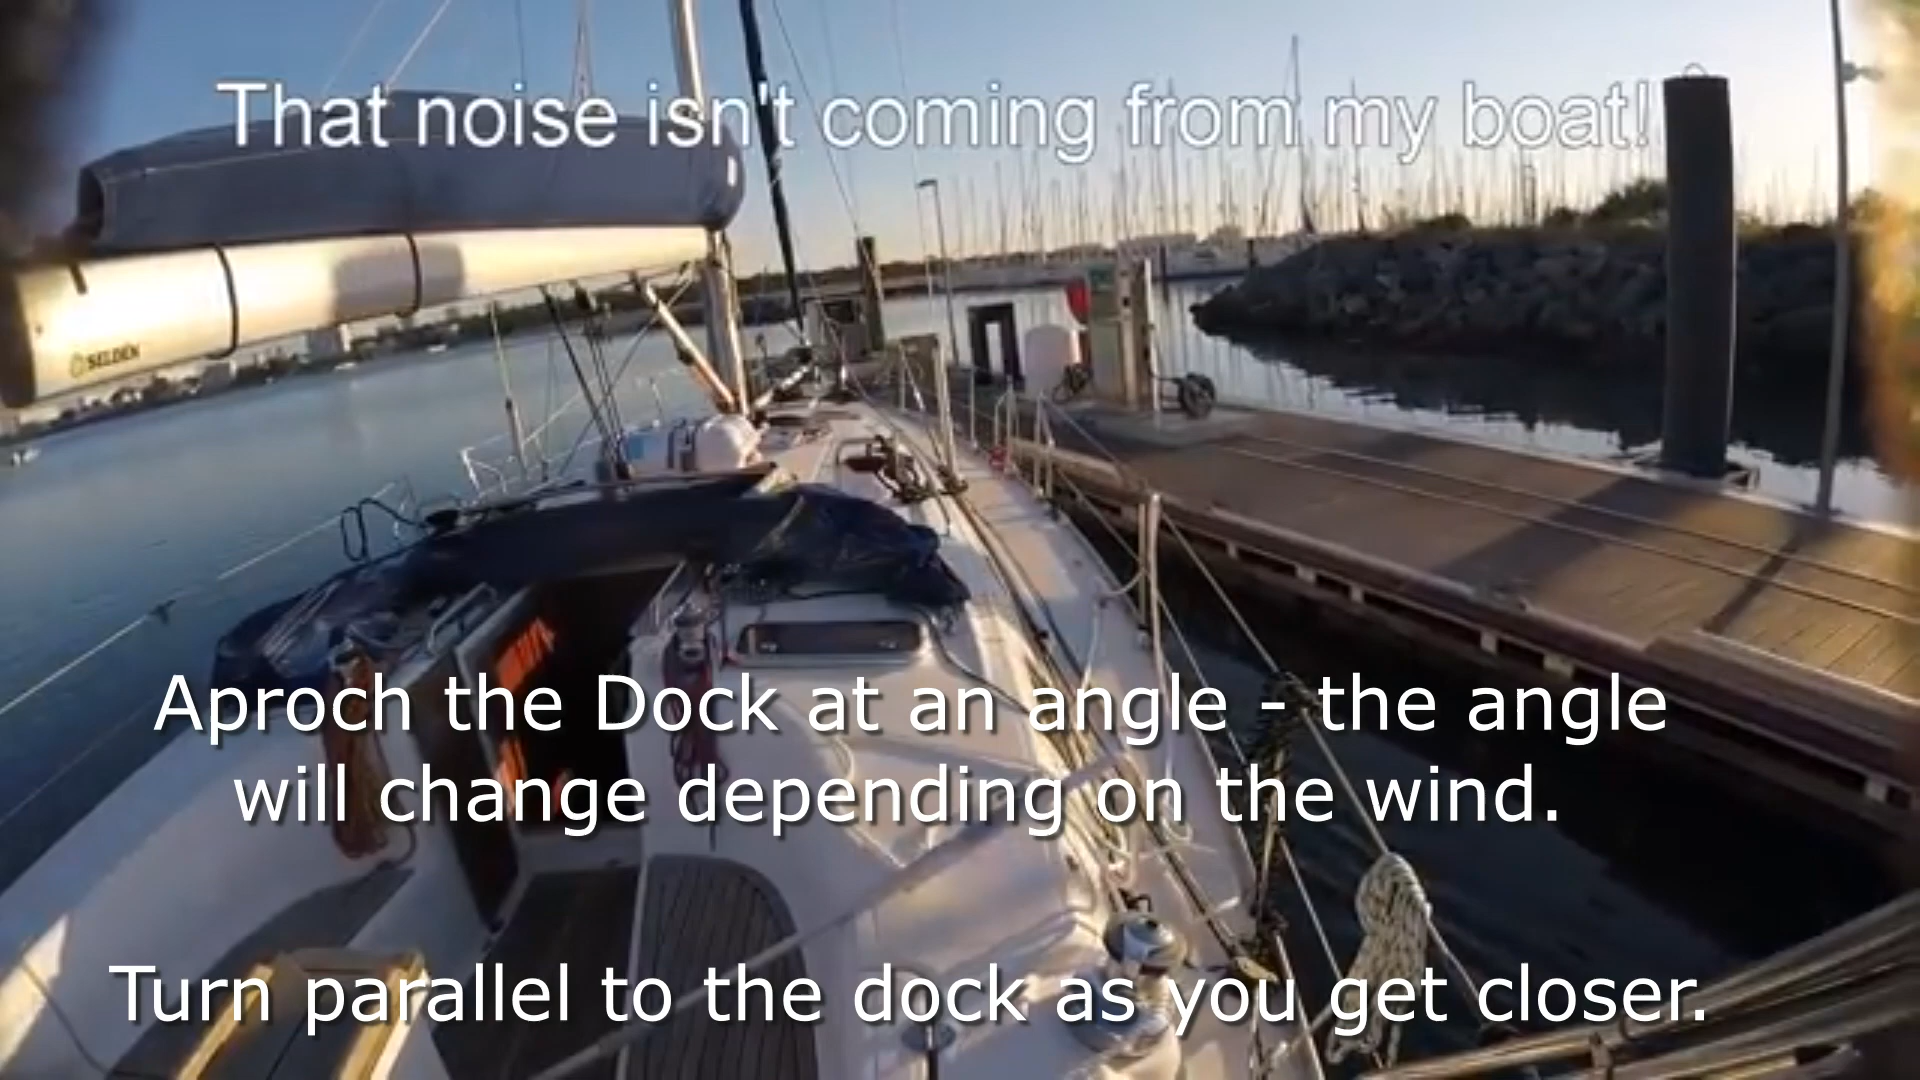 That noise isn't coming from my boat!
SELDÉN
Aproch the Dock at an angle - the angle
will change depending on the wind.
Turn parallel to the dock as you get closer.